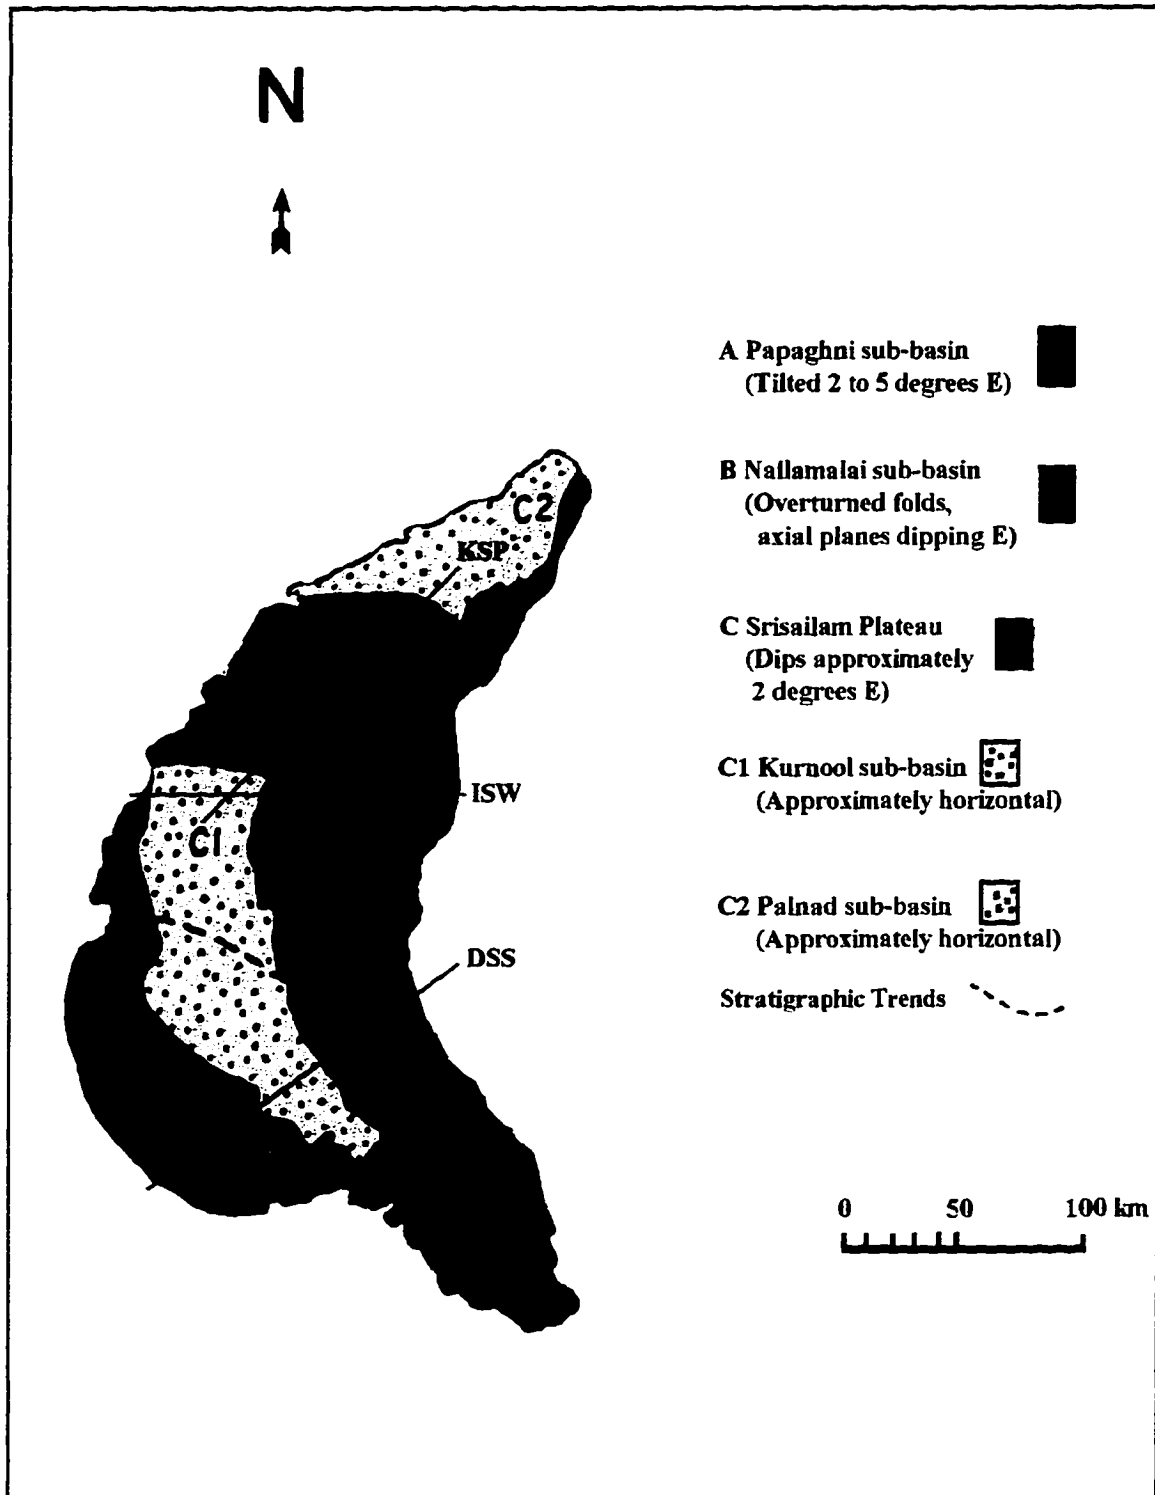 N
A Papaghni sub-basin
(Tilted 2 to 5 degrees E)
B Nallamalai sub-basin
(Overturned folds,
axial planes dipping E)
C2
KSP
C Srisailam Plateau
(Dips approximately
2 degrees E)
C1 Kurnool sub-basin
(Approximately horizontal)
ISW
C1
C2 Palnad sub-basin
(Approximately horizontal)
DSS
Stratigraphic Trends
0 50 100 km